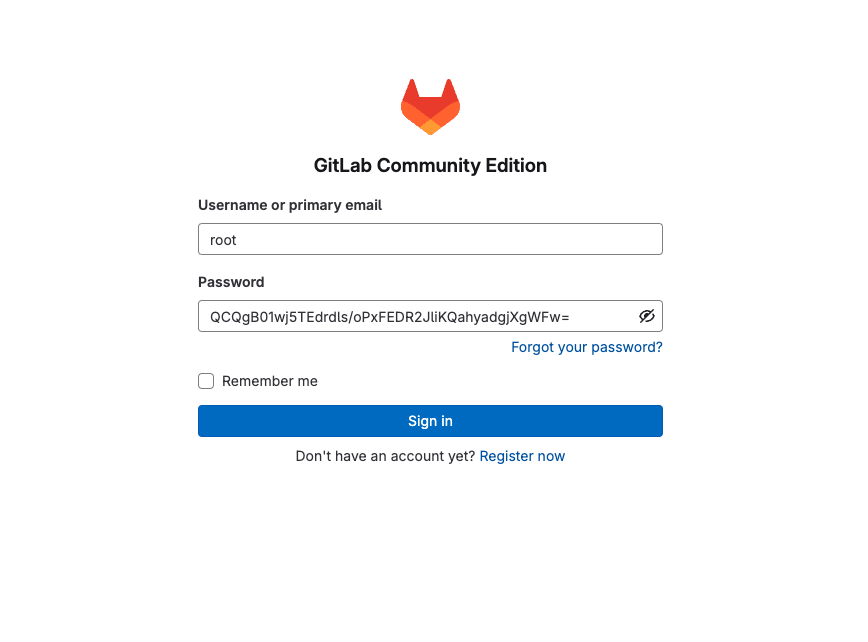 GitLab Community Edition
Username or primary email
root
Password
QCQgB01wj5TEdrdls/oPxFEDR2JliKQahyadgjXgWFw=
Forgot your password?
Remember me
Sign in
Don't have an account yet? Register now